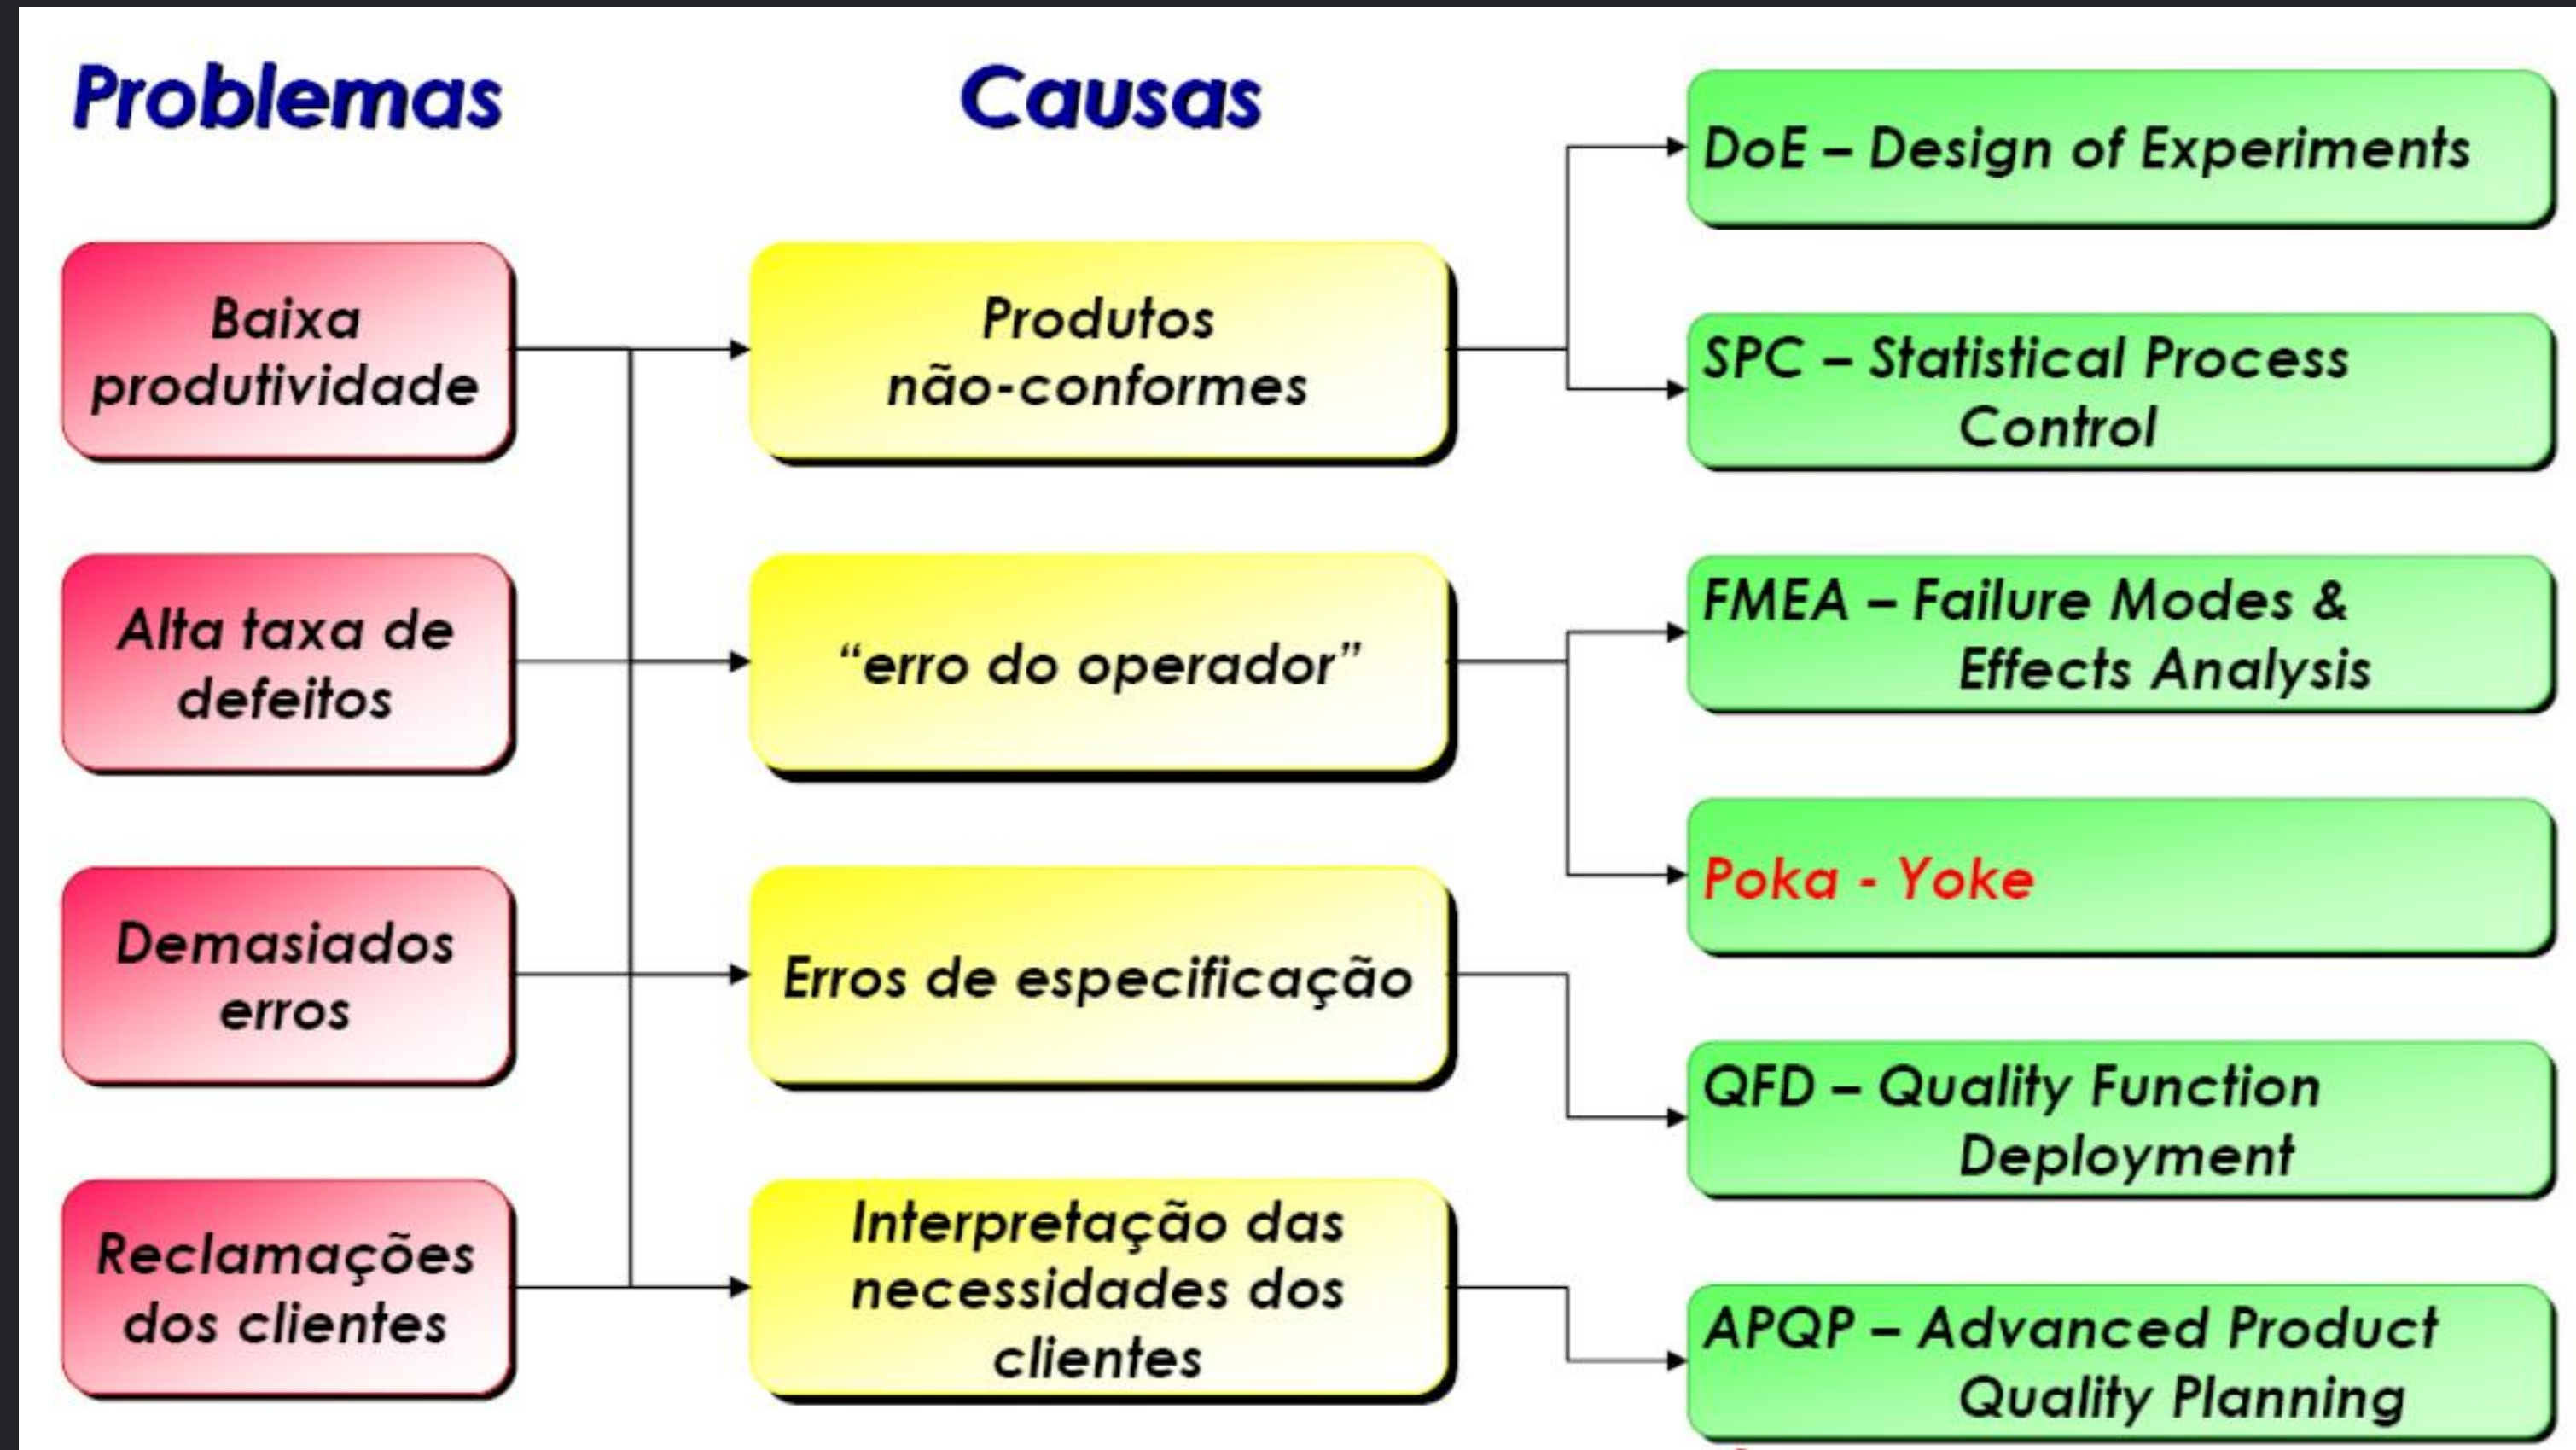 Problemas
Causas
Baixa
produtividade
Alta taxa de
defeitos
Demasiados
erros
Reclamações
dos clientes
Produtos
não-conformes
“erro do operador”
Erros de especificação
Interpretação das
necessidades dos
clientes
DoE – Design of Experiments
SPC – Statistical Process
Control
FMEA – Failure Modes &
Effects Analysis
Poka - Yoke
QFD – Quality Function
Deployment
APQP – Advanced Product
Quality Planning